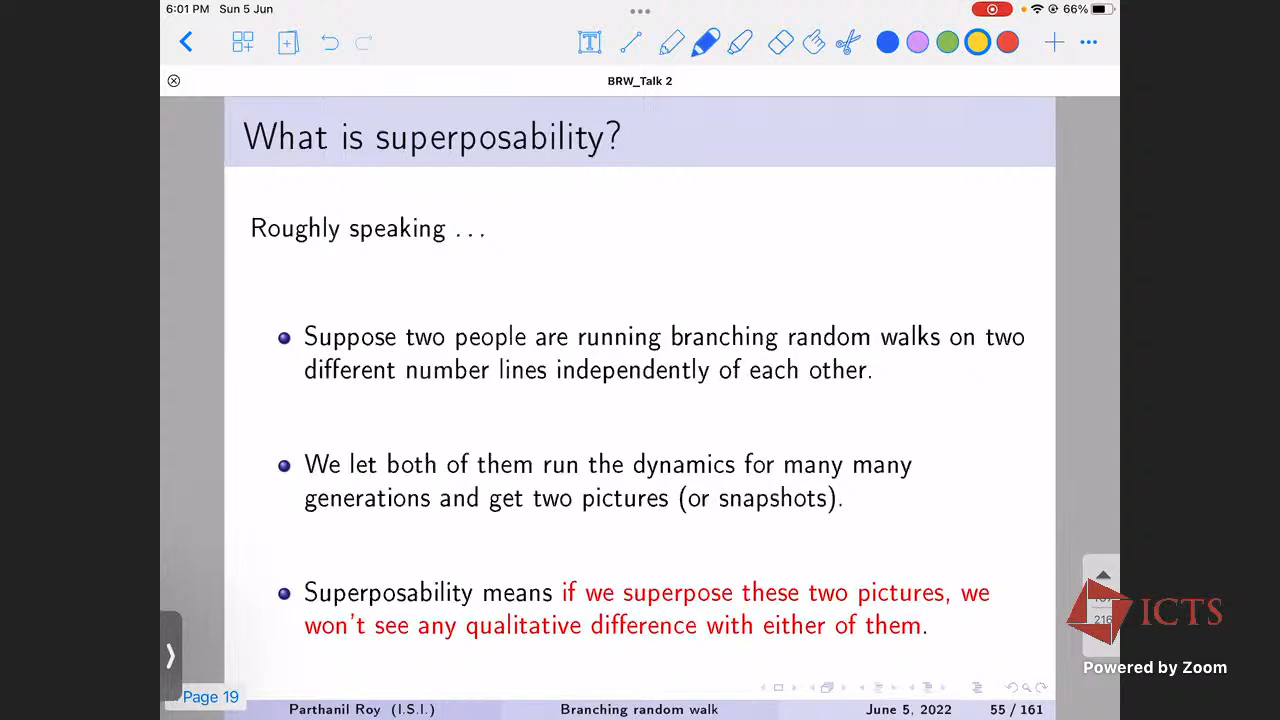 6:01 PM Sun 5 Jun
66%
BRW_Talk 2
What is superposability?
Roughly speaking ...
Suppose two people are running branching random walks on two
different number lines independently of each other.
We let both of them run the dynamics for many many
generations and get two pictures (or snapshots).
Superposability means if we superpose these two pictures, we
won't see any qualitative difference with either of them.
216
ICTS
Powered by Zoom
Page 19
Parthanil Roy (I.S.I.) Branching random walk June 5, 2022 55 / 161